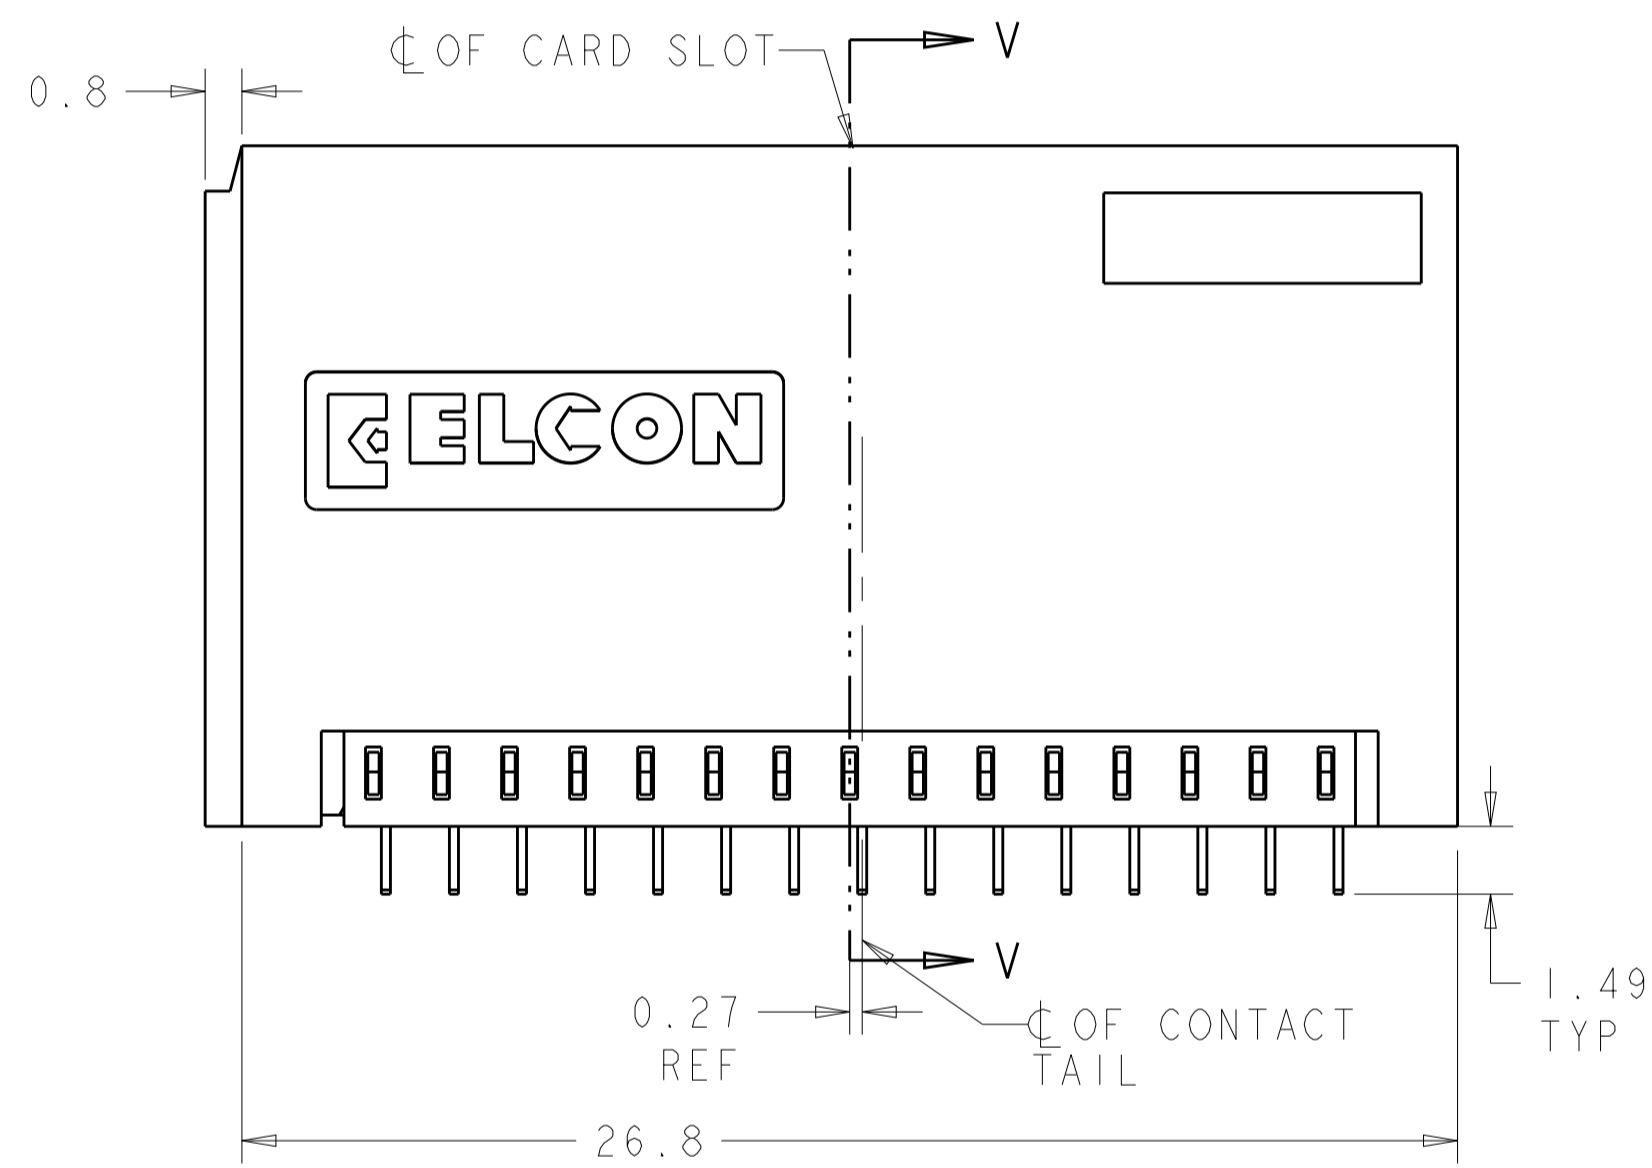 ℄ OF CARD SLOT
V
0.8
ELCON
V
0.27
REF
℄ OF CONTACT
TAIL
1.49
TYP
26.8